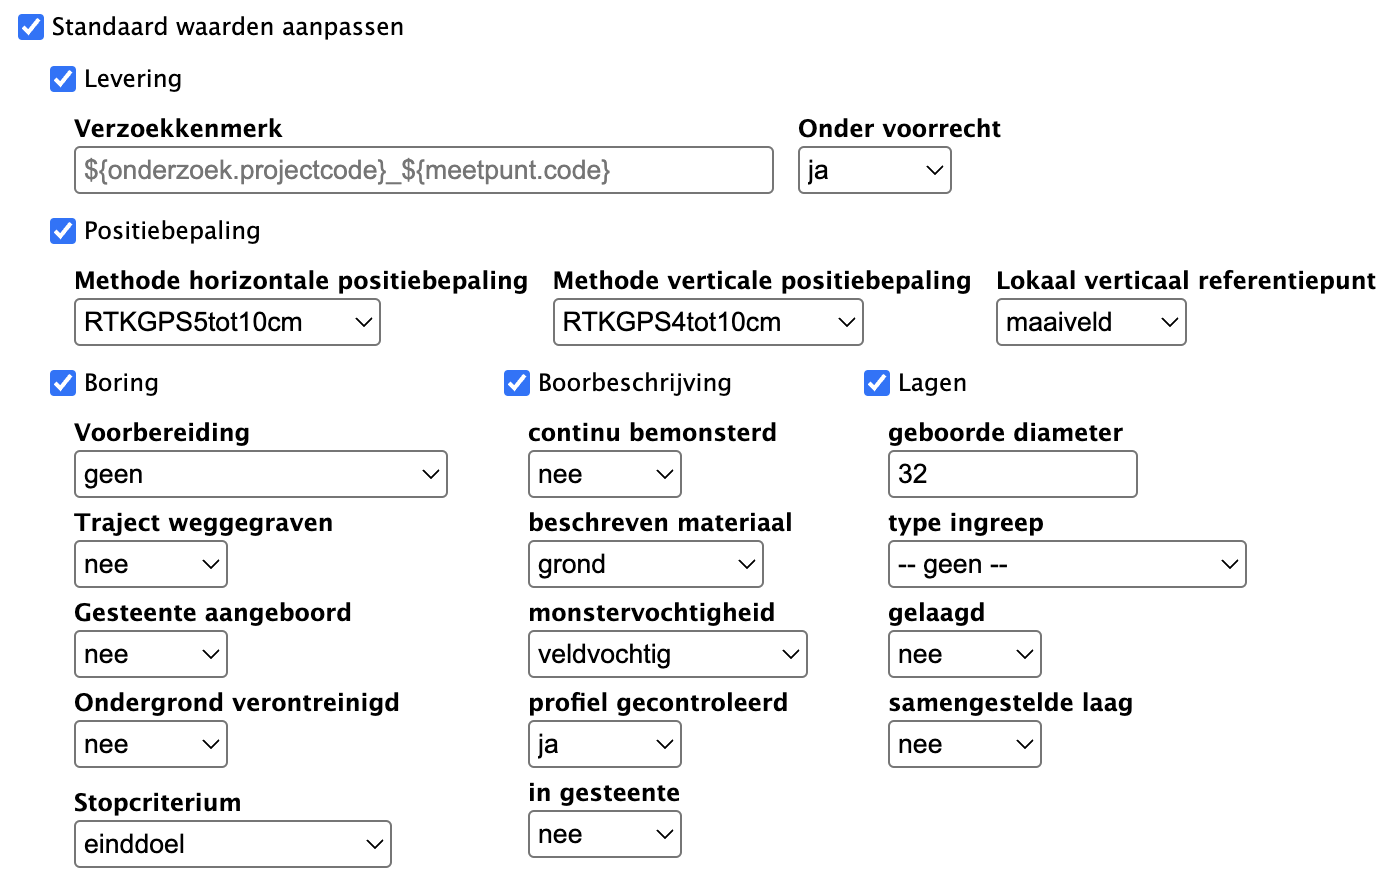 Standaard waarden aanpassen
Levering
Verzoekkenmerk Onder voorrecht
${onderzoek.projectcode}_${meetpunt.code} ja
Positiebepaling
Methode horizontale positiebepaling Methode verticale positiebepaling Lokaal verticaal referentiepunt
RTKGPS5tot10cm RTKGPS4tot10cm maaiveld
Boring Boorbeschrijving Lagen
Voorbereiding continu bemonsterd geboorde diameter
geen nee 32
Traject weggegraven beschreven materiaal type ingreep
nee grond -- geen --
Gesteente aangeboord monstervochtigheid gelaagd
nee veldvochtig nee
Ondergrond verontreinigd profiel gecontroleerd samengestelde laag
nee ja nee
Stopcriterium in gesteente
einddoel nee